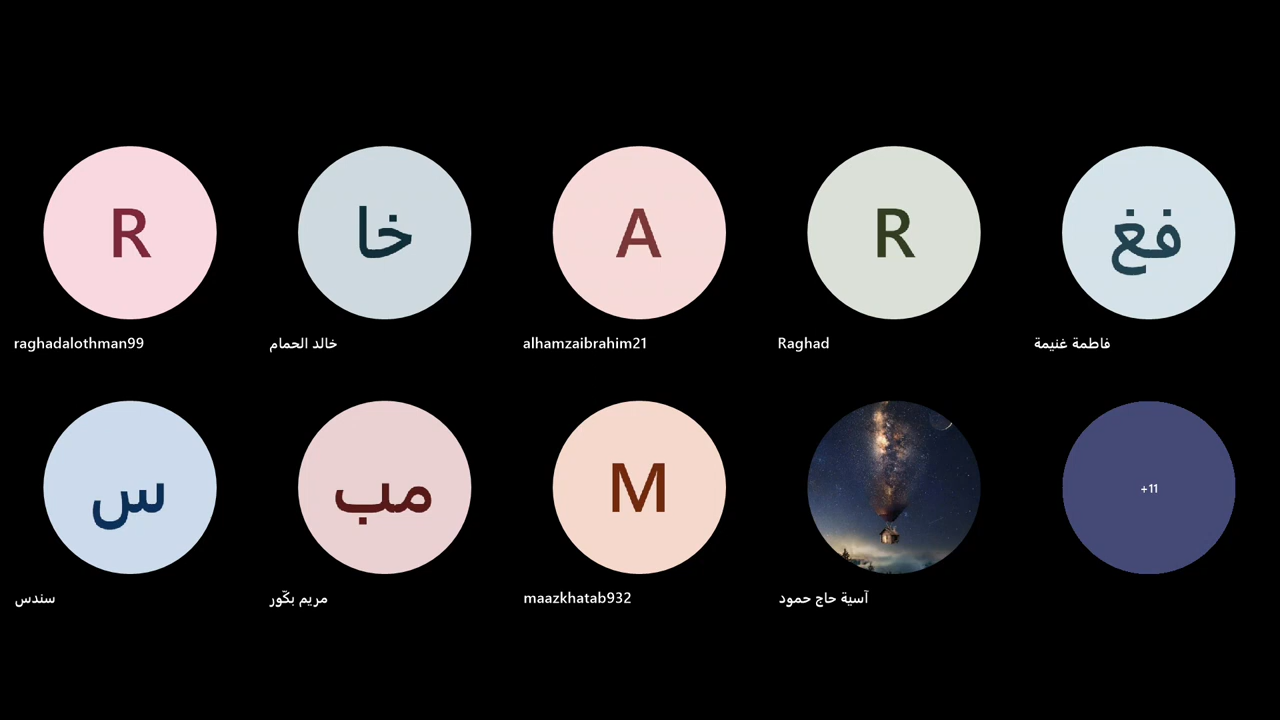 R
خا
A
R
فغ
raghadalothman99
خالد الحمام
alhamzaibrahim21
Raghad
فاطمة غنيمة
س
مب
M
+11
سندس
مريم بكّور
maazkhatab932
آسية حاج حمود